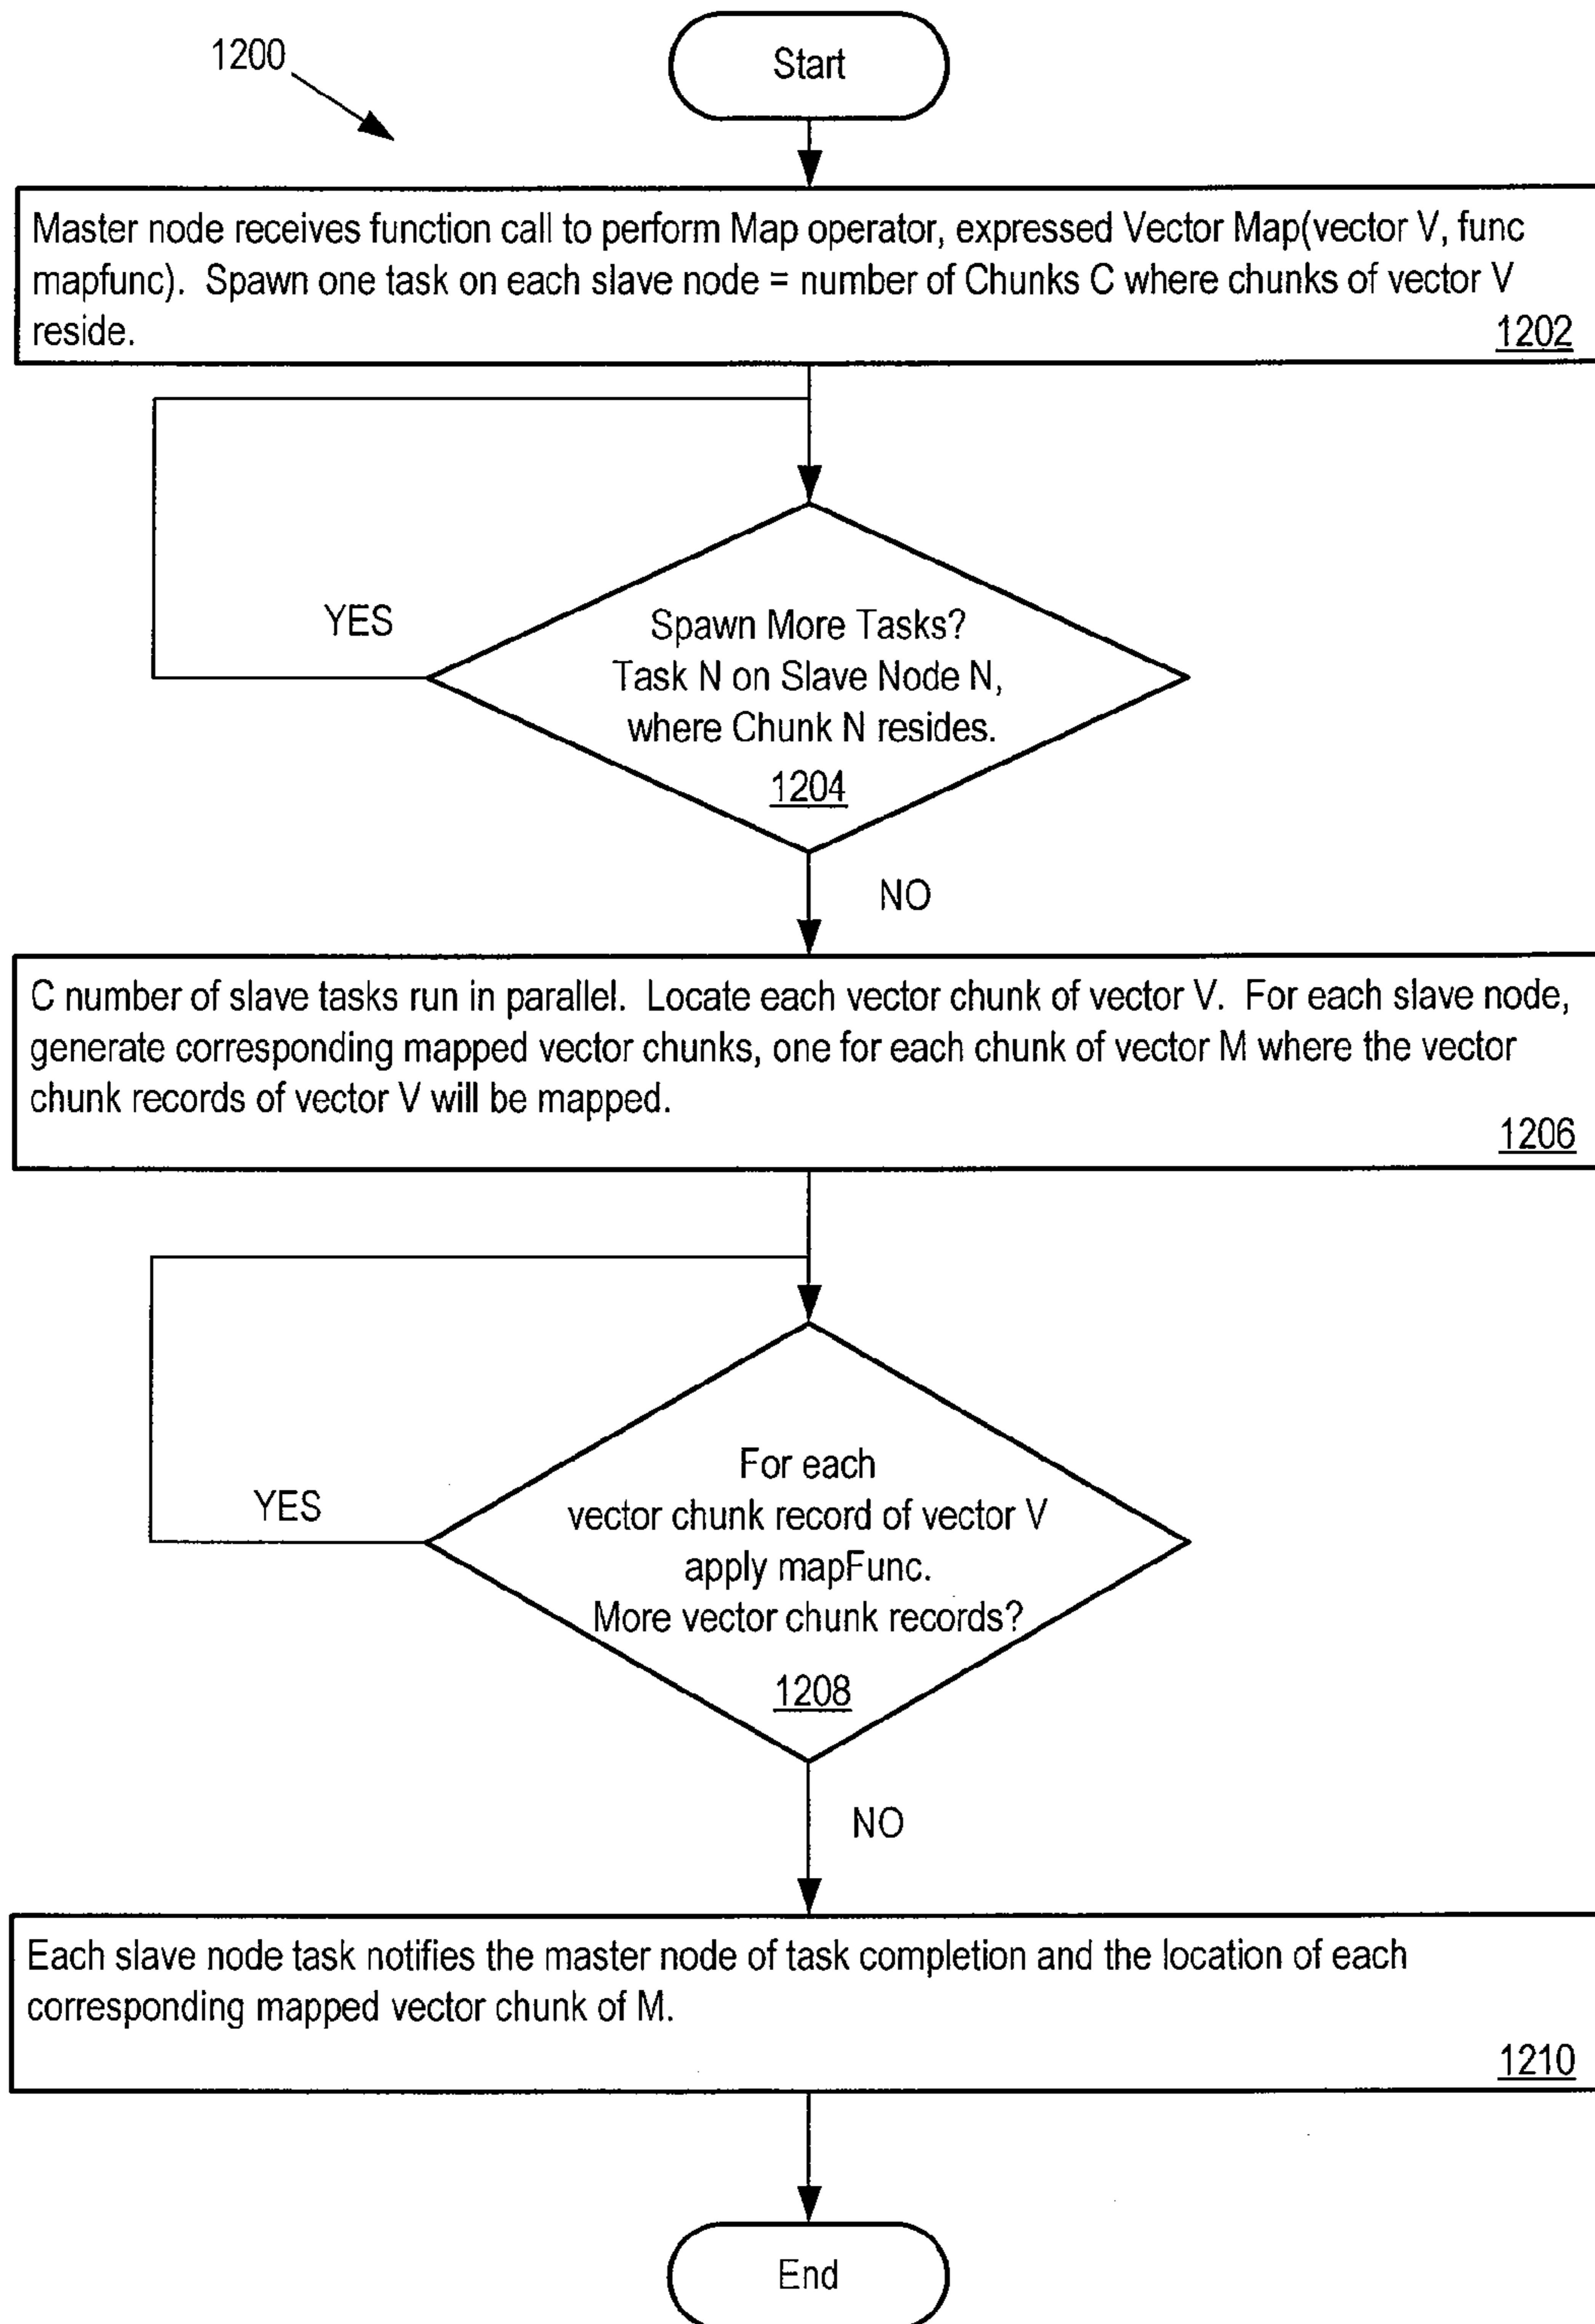 1200
Start
Master node receives function call to perform Map operator, expressed Vector Map(vector V, func
mapfunc). Spawn one task on each slave node = number of Chunks C where chunks of vector V
reside.
1202
YES
Spawn More Tasks?
Task N on Slave Node N,
where Chunk N resides.
1204
NO
C number of slave tasks run in parallel. Locate each vector chunk of vector V. For each slave node,
generate corresponding mapped vector chunks, one for each chunk of vector M where the vector
chunk records of vector V will be mapped.
1206
YES
For each
vector chunk record of vector V
apply mapFunc.
More vector chunk records?
1208
NO
Each slave node task notifies the master node of task completion and the location of each
corresponding mapped vector chunk of M.
1210
End